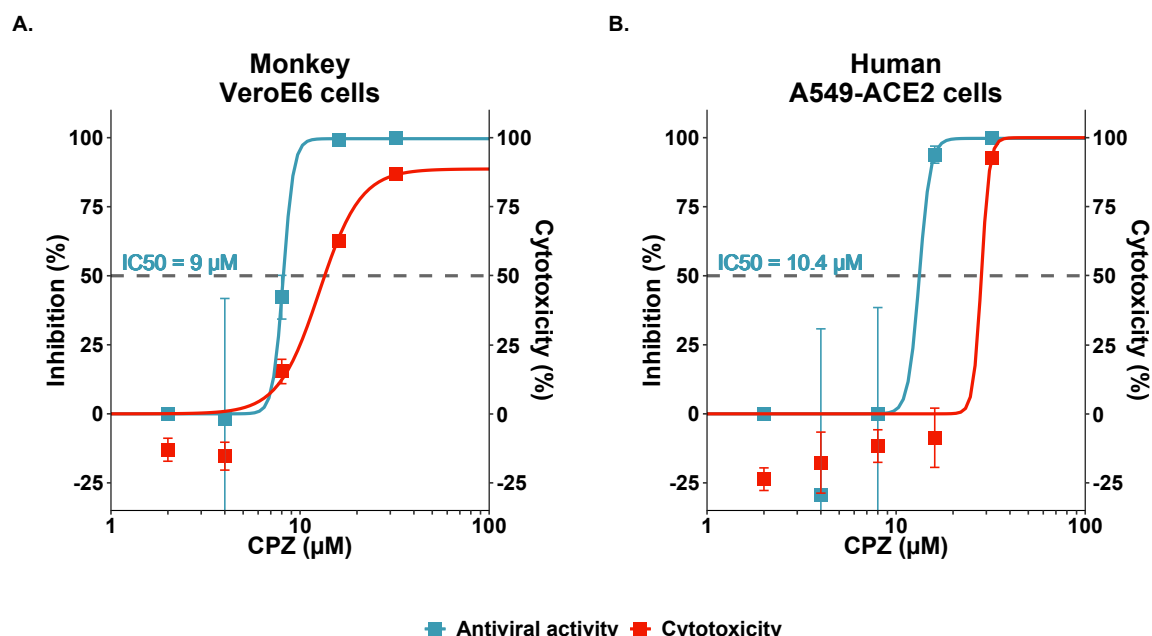 A.
B.
Monkey
VeroE6 cells
Human
A549-ACE2 cells
Inhibition (%)
100
75
50
25
0
-25
IC50 = 9 µM
100
75
50
25
0
-25
Cytotoxicity (%)
1
10
100
CPZ (µM)
Inhibition (%)
100
75
50
25
0
-25
IC50 = 10.4 µM
100
75
50
25
0
-25
Cytotoxicity (%)
1
10
100
CPZ (µM)
Antiviral activity
Cytotoxicity